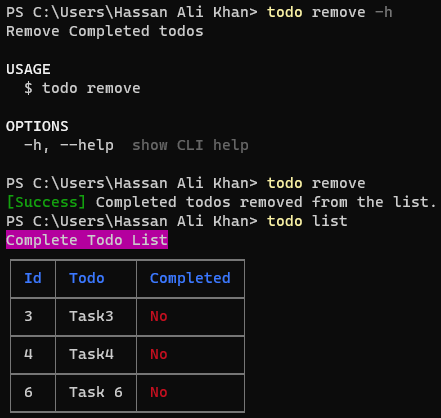 PS C:\Users\Hassan Ali Khan> todo remove -h
Remove Completed todos
USAGE
$ todo remove
OPTIONS
-h, --help  show CLI help
PS C:\Users\Hassan Ali Khan> todo remove
[Success] Completed todos removed from the list.
PS C:\Users\Hassan Ali Khan> todo list
Complete Todo List
Id Todo Completed
3 Task3 No
4 Task4 No
6 Task 6 No